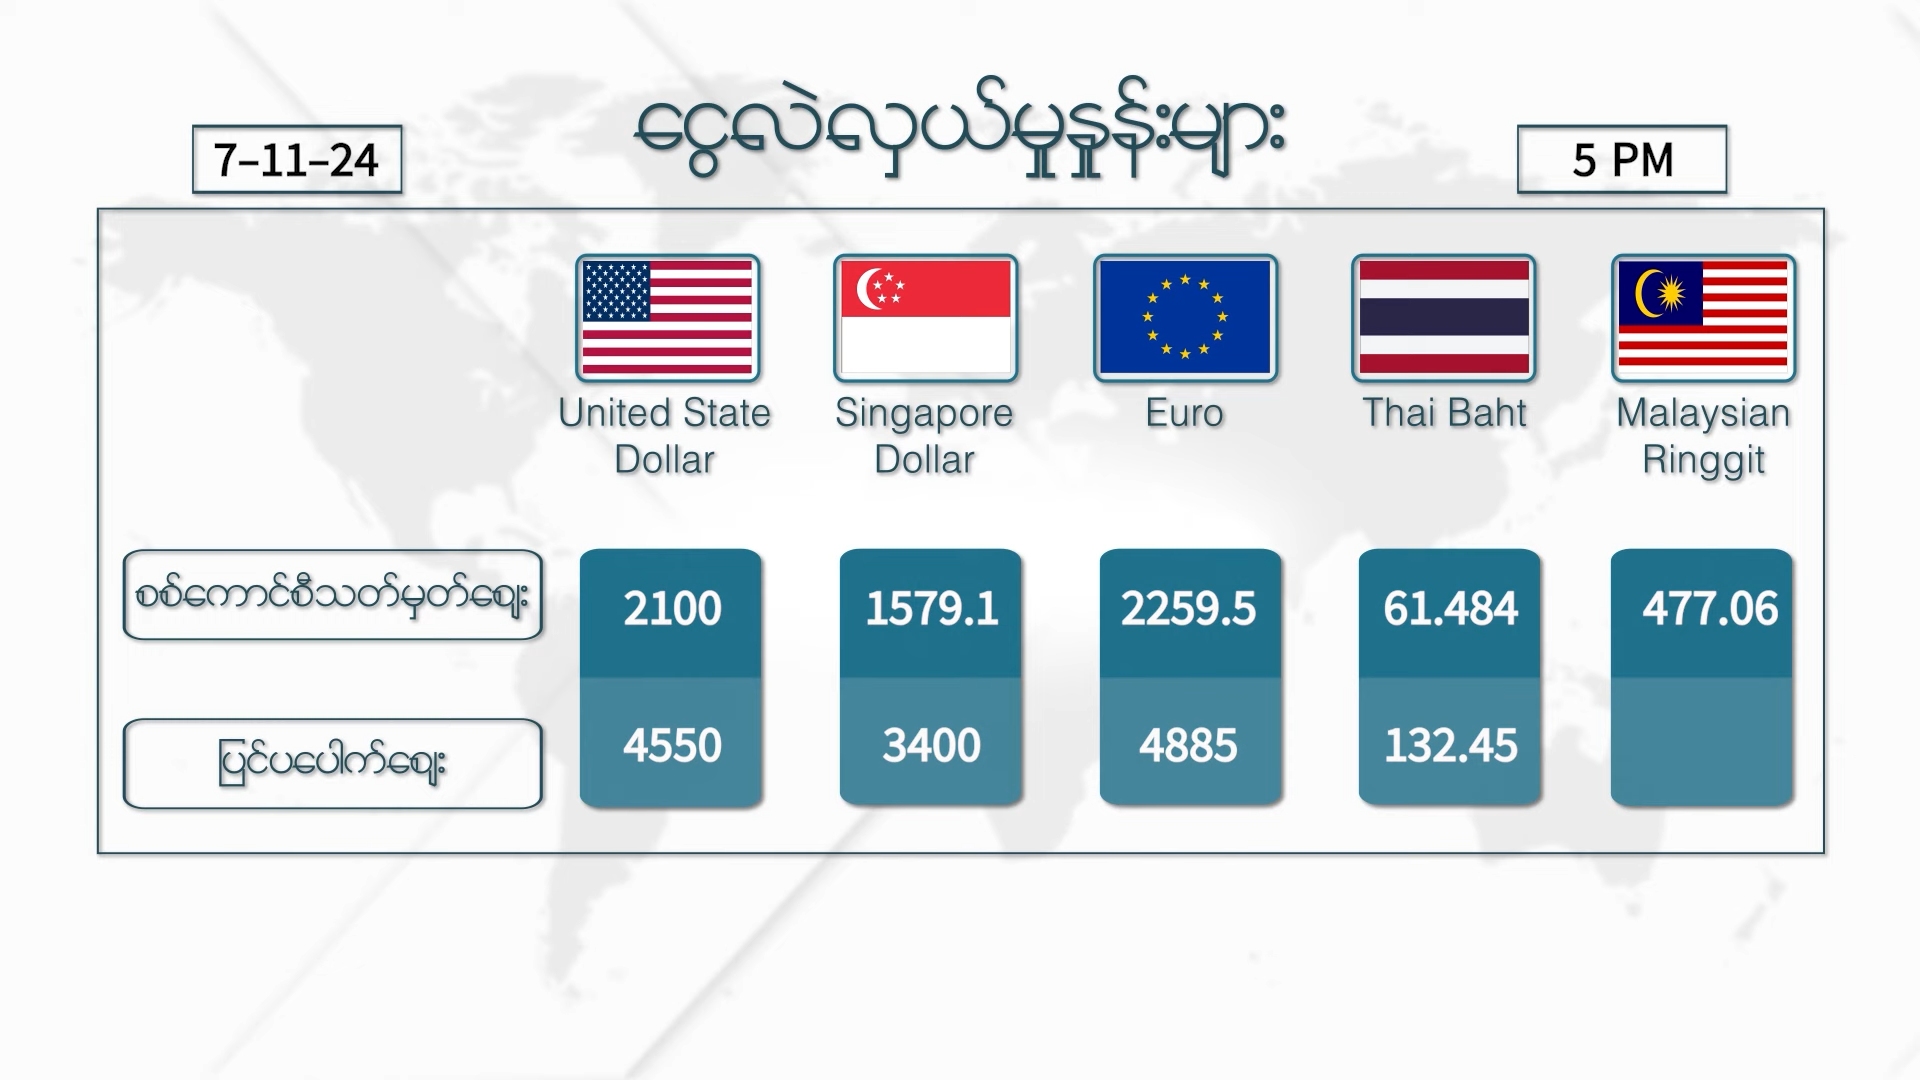 ငွေလဲလှယ်မှုနှုန်းများ
7-11-24
5 PM
United State
Dollar
Singapore
Dollar
Euro
Thai Baht
Malaysian
Ringgit
စစ်ကောင်စီသတ်မှတ်ဈေး
2100
1579.1
2259.5
61.484
477.06
ပြင်ပပေါက်ဈေး
4550
3400
4885
132.45